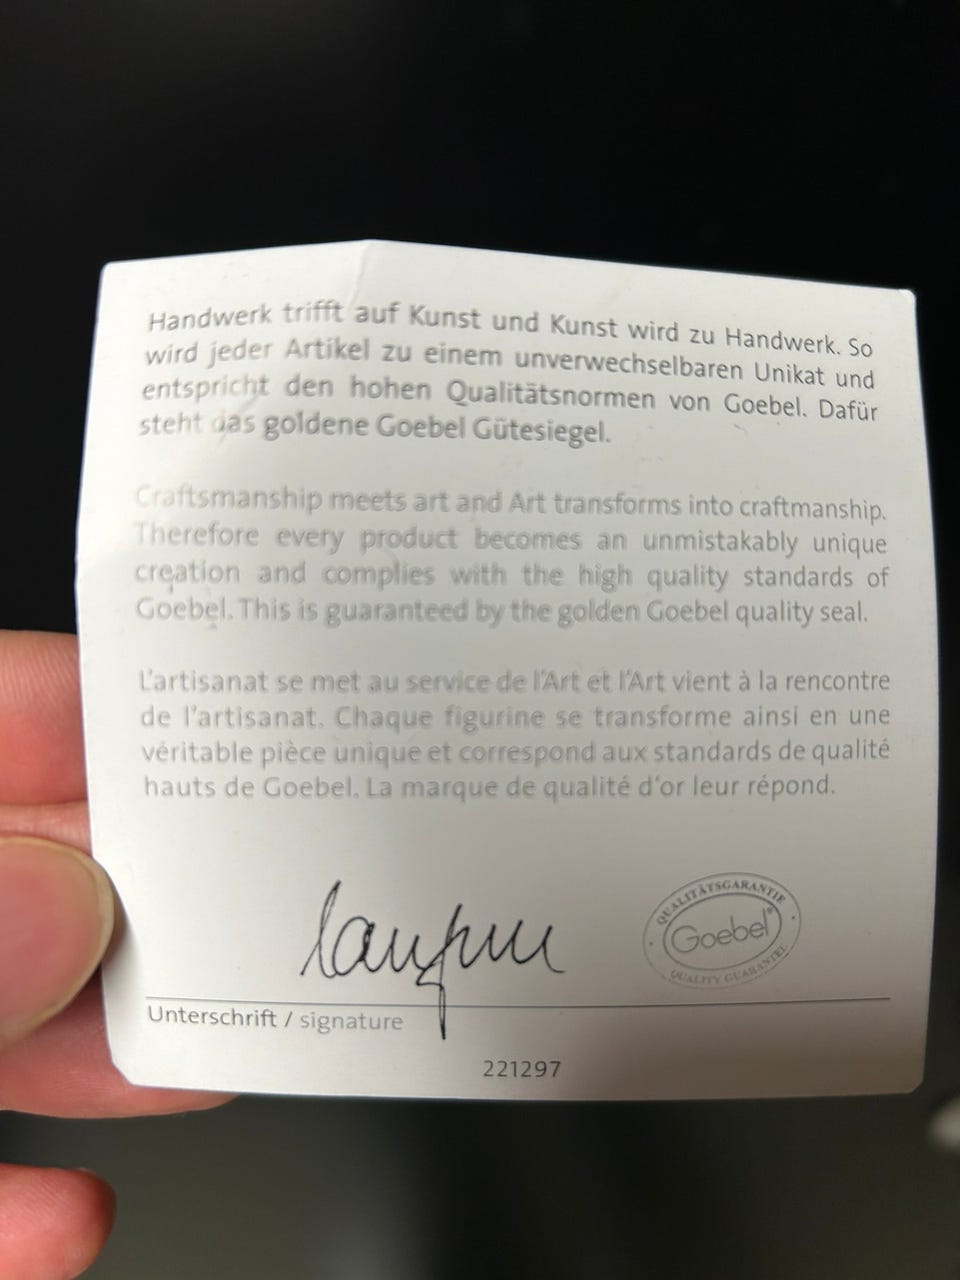 Handwerk trifft auf Kunst und Kunst wird zu Handwerk. So
wird jeder Artikel zu einem unverwechselbaren Unikat und
entspricht den hohen Qualitätsnormen von Goebel. Dafür
steht das goldene Goebel Gütesiegel.
Craftsmanship meets art and Art transforms into craftmanship.
Therefore every product becomes an unmistakably unique
creation and complies with the high quality standards of
Goebel. This is guaranteed by the golden Goebel quality seal.
L'artisanat se met au service de l'Art et l'Art vient à la rencontre
de l'artisanat. Chaque figurine se transforme ainsi en une
véritable pièce unique et correspond aux standards de qualité
hauts de Goebel. La marque de qualité d'or leur répond.
QUALITÄTSGARANTIE
Goebel®
QUALITY GUARANTEE
Unterschrift / signature
221297